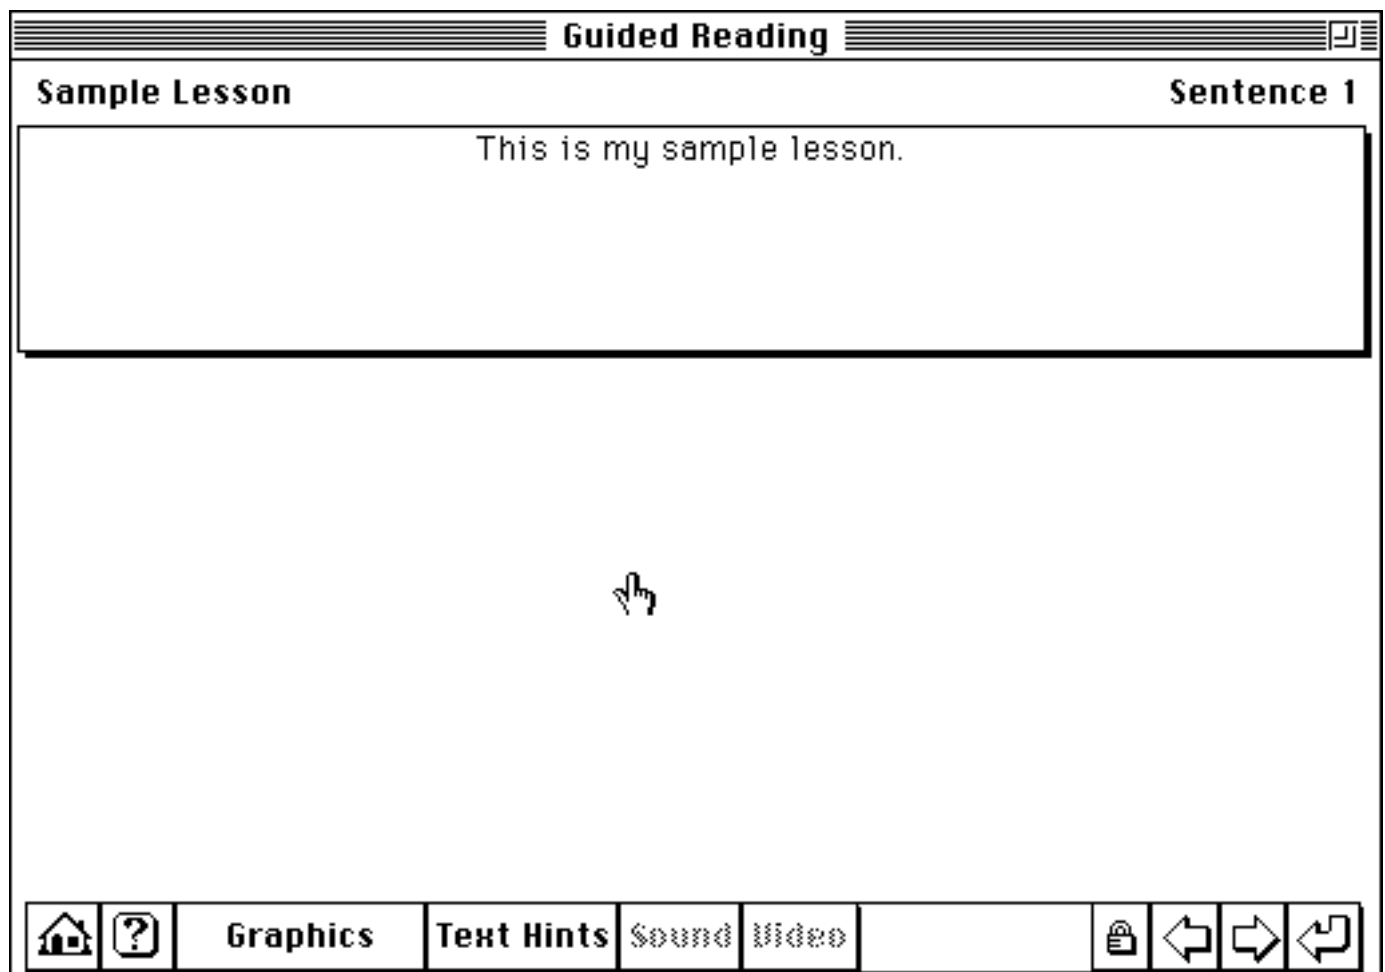 Guided Reading
Sample Lesson Sentence 1
This is my sample lesson.
? Graphics Text Hints Sound Video